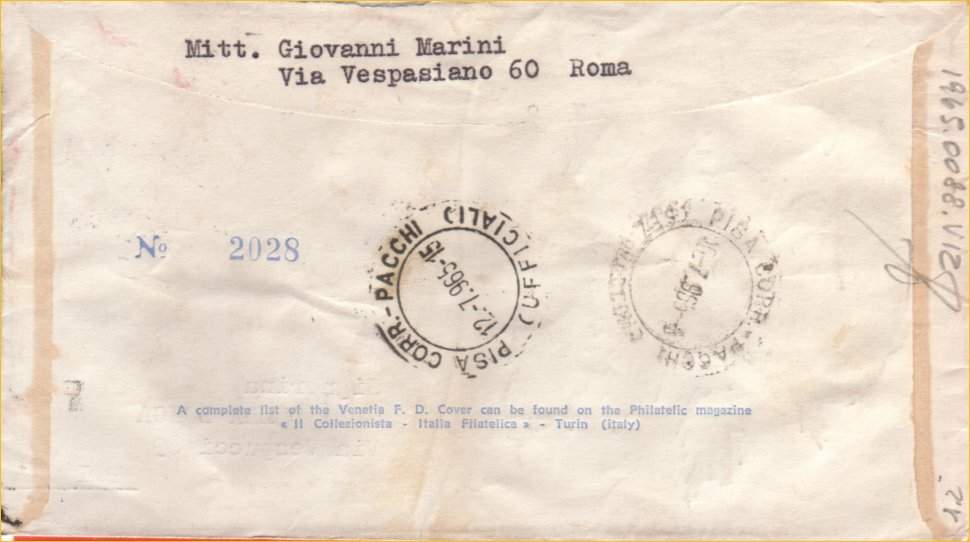 Mitt. Giovanni Marini
Via Vespasiano 60 Roma
PISA CORR.-PACCHI (UFFICIALI)
12.-7.965-15
PISA CORR.-PACCHI
№ 2028
A complete list of the Venetia F. D. Cover can be found on the Philatelic magazine
« Il Collezionista - Italia Filatelica » - Turin (italy)